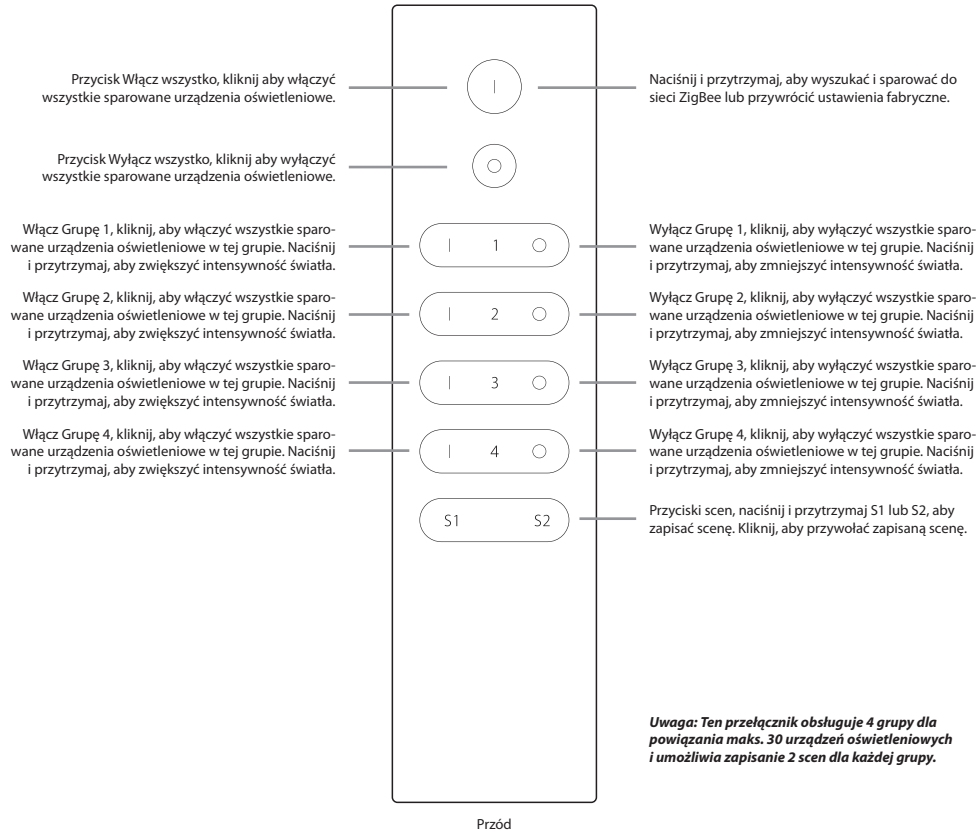 Przycisk Włącz wszystko, kliknij aby włączyć
wszystkie sparowane urządzenia oświetleniowe.
I
Naciśnij i przytrzymaj, aby wyszukać i sparować do
sieci ZigBee lub przywrócić ustawienia fabryczne.
Przycisk Wyłącz wszystko, kliknij aby wyłączyć
wszystkie sparowane urządzenia oświetleniowe.
Włącz Grupę 1, kliknij, aby włączyć wszystkie sparo-
wane urządzenia oświetleniowe w tej grupie. Naciśnij
i przytrzymaj, aby zwiększyć intensywność światła.
I 1 O
Wyłącz Grupę 1, kliknij, aby wyłączyć wszystkie sparo-
wane urządzenia oświetleniowe w tej grupie. Naciśnij
i przytrzymaj, aby zmniejszyć intensywność światła.
Włącz Grupę 2, kliknij, aby włączyć wszystkie sparo-
wane urządzenia oświetleniowe w tej grupie. Naciśnij
i przytrzymaj, aby zwiększyć intensywność światła.
I 2 O
Wyłącz Grupę 2, kliknij, aby wyłączyć wszystkie sparo-
wane urządzenia oświetleniowe w tej grupie. Naciśnij
i przytrzymaj, aby zmniejszyć intensywność światła.
Włącz Grupę 3, kliknij, aby włączyć wszystkie sparo-
wane urządzenia oświetleniowe w tej grupie. Naciśnij
i przytrzymaj, aby zwiększyć intensywność światła.
I 3 O
Wyłącz Grupę 3, kliknij, aby wyłączyć wszystkie sparo-
wane urządzenia oświetleniowe w tej grupie. Naciśnij
i przytrzymaj, aby zmniejszyć intensywność światła.
Włącz Grupę 4, kliknij, aby włączyć wszystkie sparo-
wane urządzenia oświetleniowe w tej grupie. Naciśnij
i przytrzymaj, aby zwiększyć intensywność światła.
I 4 O
Wyłącz Grupę 4, kliknij, aby wyłączyć wszystkie sparo-
wane urządzenia oświetleniowe w tej grupie. Naciśnij
i przytrzymaj, aby zmniejszyć intensywność światła.
S1 S2
Przyciski scen, naciśnij i przytrzymaj S1 lub S2, aby
zapisać scenę. Kliknij, aby przywołać zapisaną scenę.
Uwaga: Ten przełącznik obsługuje 4 grupy dla
powiązania maks. 30 urządzeń oświetleniowych
i umożliwia zapisanie 2 scen dla każdej grupy.
Przód